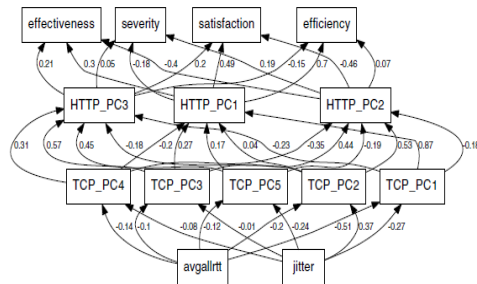 effectiveness severity satisfaction efficiency
0.21 0.3 0.05 -0.18 -0.4 0.2 0.49 0.19 -0.15 0.7 -0.46 0.07
HTTP_PC3 HTTP_PC1 HTTP_PC2
0.31 0.57 0.45 -0.18 -0.2 0.27 0.17 0.04 -0.23 -0.35 0.44 -0.19 0.53 0.87
TCP_PC4 TCP_PC3 TCP_PC5 TCP_PC2 TCP_PC1
-0.14 -0.1 -0.08 -0.12 -0.01 -0.2 -0.24 -0.51 0.37 -0.27
avgallrtt jitter